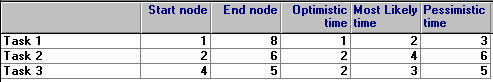 Start node End node Optimistic time Most Likely time Pessimistic time
Task 1 1 8 1 2 3
Task 2 2 6 2 4 6
Task 3 4 5 2 3 5